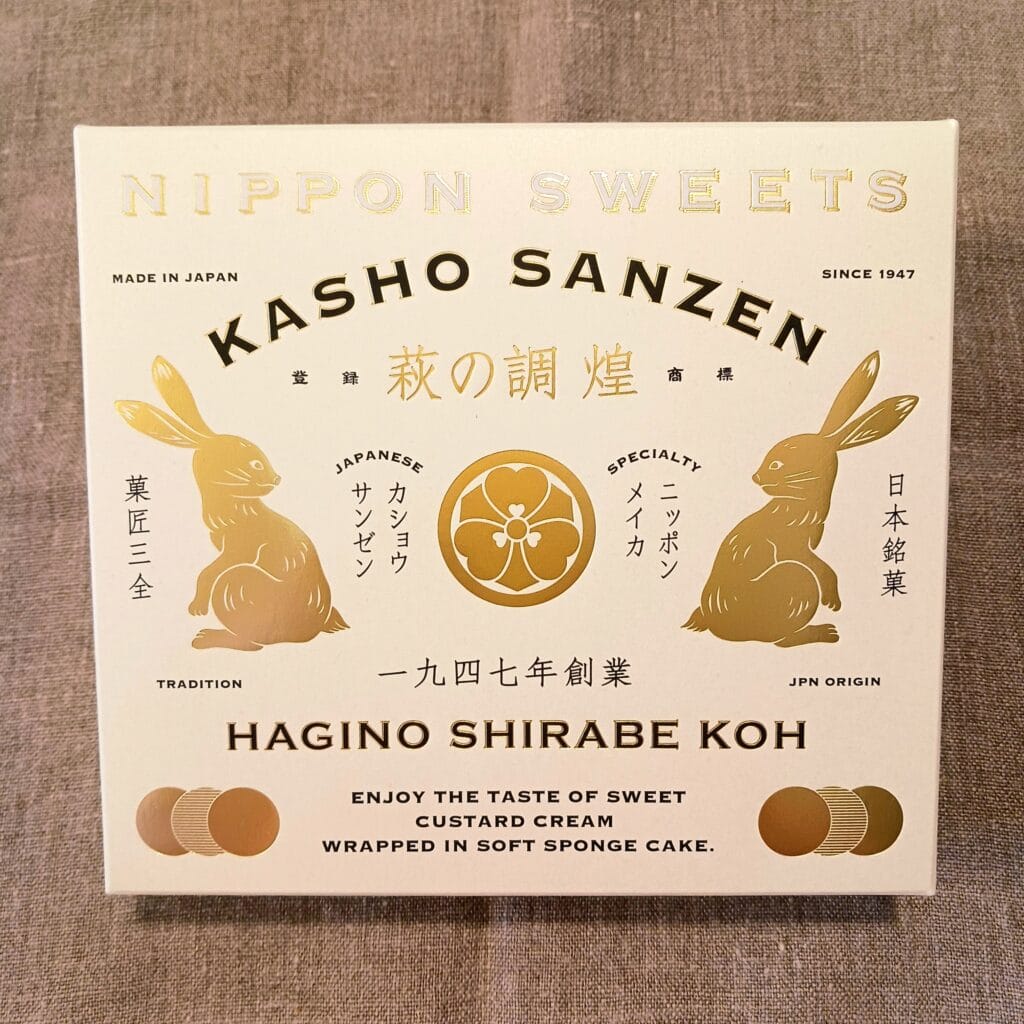 NIPPON SWEETS
MADE IN JAPAN
SINCE 1947
KASHO SANZEN
登録 萩の調 煌 商標
JAPANESE
SPECIALTY
菓匠三全
カショウ
サンゼン
ニッポン
メイカ
日本銘菓
一九四七年創業
TRADITION
JPN ORIGIN
HAGINO SHIRABE KOH
ENJOY THE TASTE OF SWEET
CUSTARD CREAM
WRAPPED IN SOFT SPONGE CAKE.